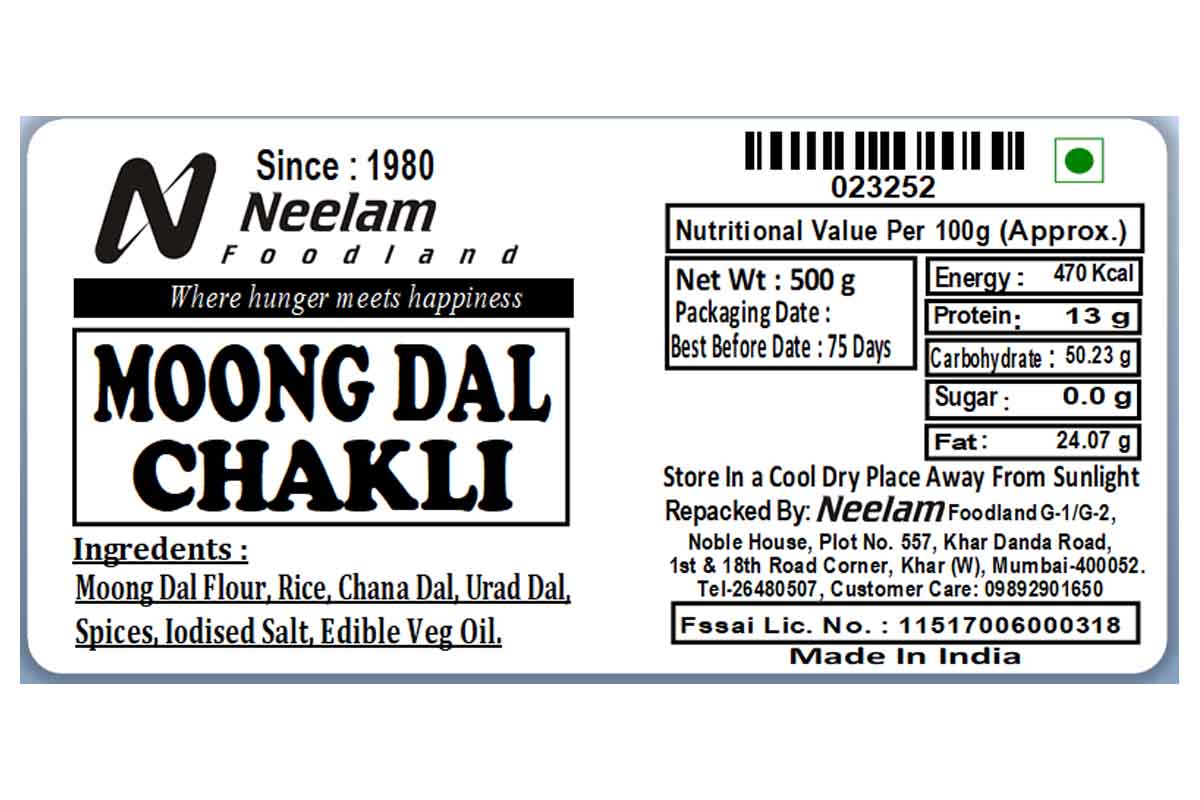 Since : 1980
Neelam
Foodland
Where hunger meets happiness
MOONG DAL
CHAKLI
Ingredents :
Moong Dal Flour, Rice, Chana Dal, Urad Dal,
Spices, Iodised Salt, Edible Veg Oil.
023252
Nutritional Value Per 100g (Approx.)
Net Wt : 500 g
Packaging Date :
Best Before Date : 75 Days
Energy : 470 Kcal
Protein : 13 g
Carbohydrate : 50.23 g
Sugar : 0.0 g
Fat : 24.07 g
Store In a Cool Dry Place Away From Sunlight
Repacked By: Neelam Foodland G-1/G-2,
Noble House, Plot No. 557, Khar Danda Road,
1st & 18th Road Corner, Khar (W), Mumbai-400052.
Tel-26480507, Customer Care: 09892901650
Fssai Lic. No. : 11517006000318
Made In India